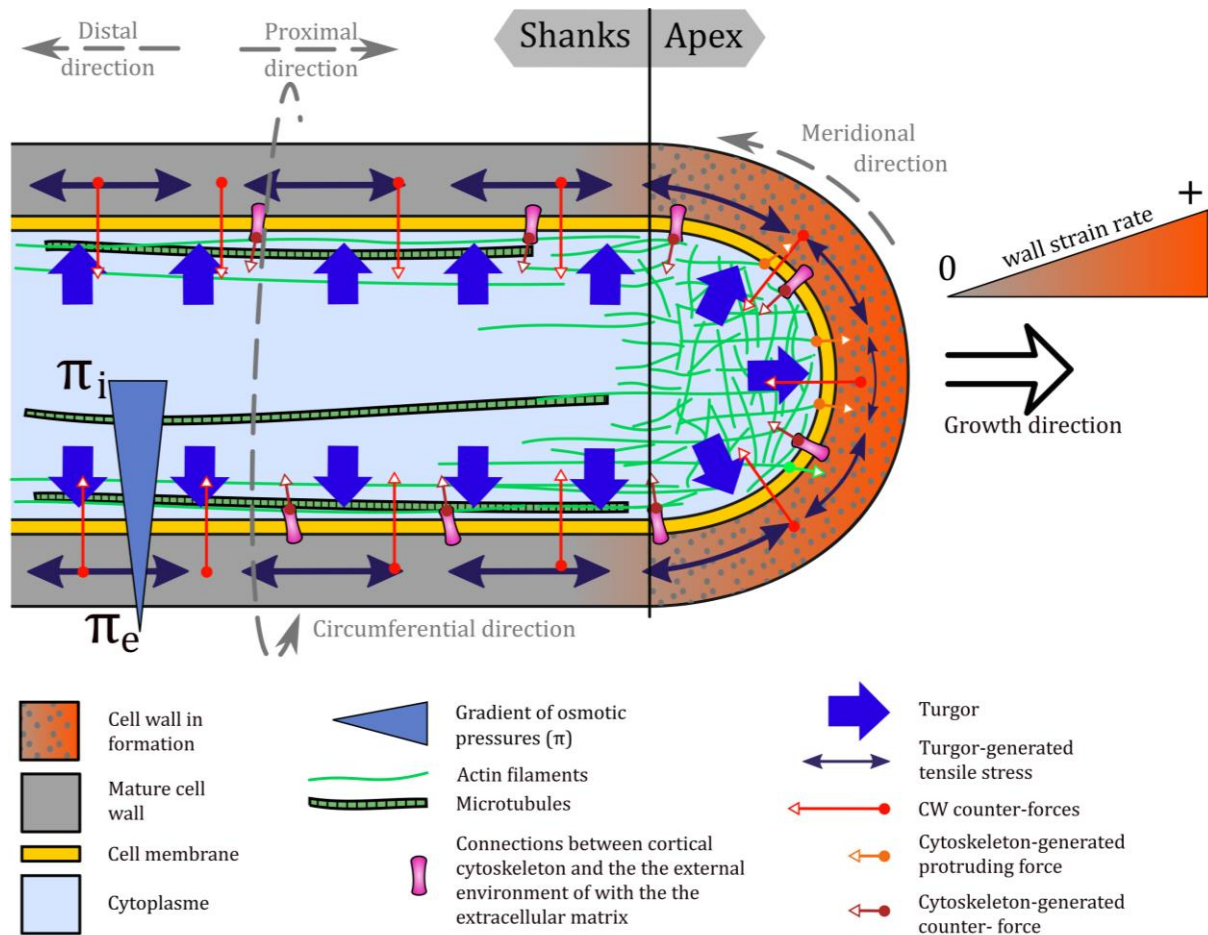 Distal
direction
Proximal
direction
Shanks
Apex
Meridional
direction
+
0
wall strain rate
Growth direction
πi
πe
Circumferential direction
Cell wall in
formation
Mature cell
wall
Cell membrane
Cytoplasme
Gradient of osmotic
pressures (π)
Actin filaments
Microtubules
Connections between cortical
cytoskeleton and the the external
environment of with the the
extracellular matrix
Turgor
Turgor-generated
tensile stress
CW counter-forces
Cytoskeleton-generated
protruding force
Cytoskeleton-generated
counter- force